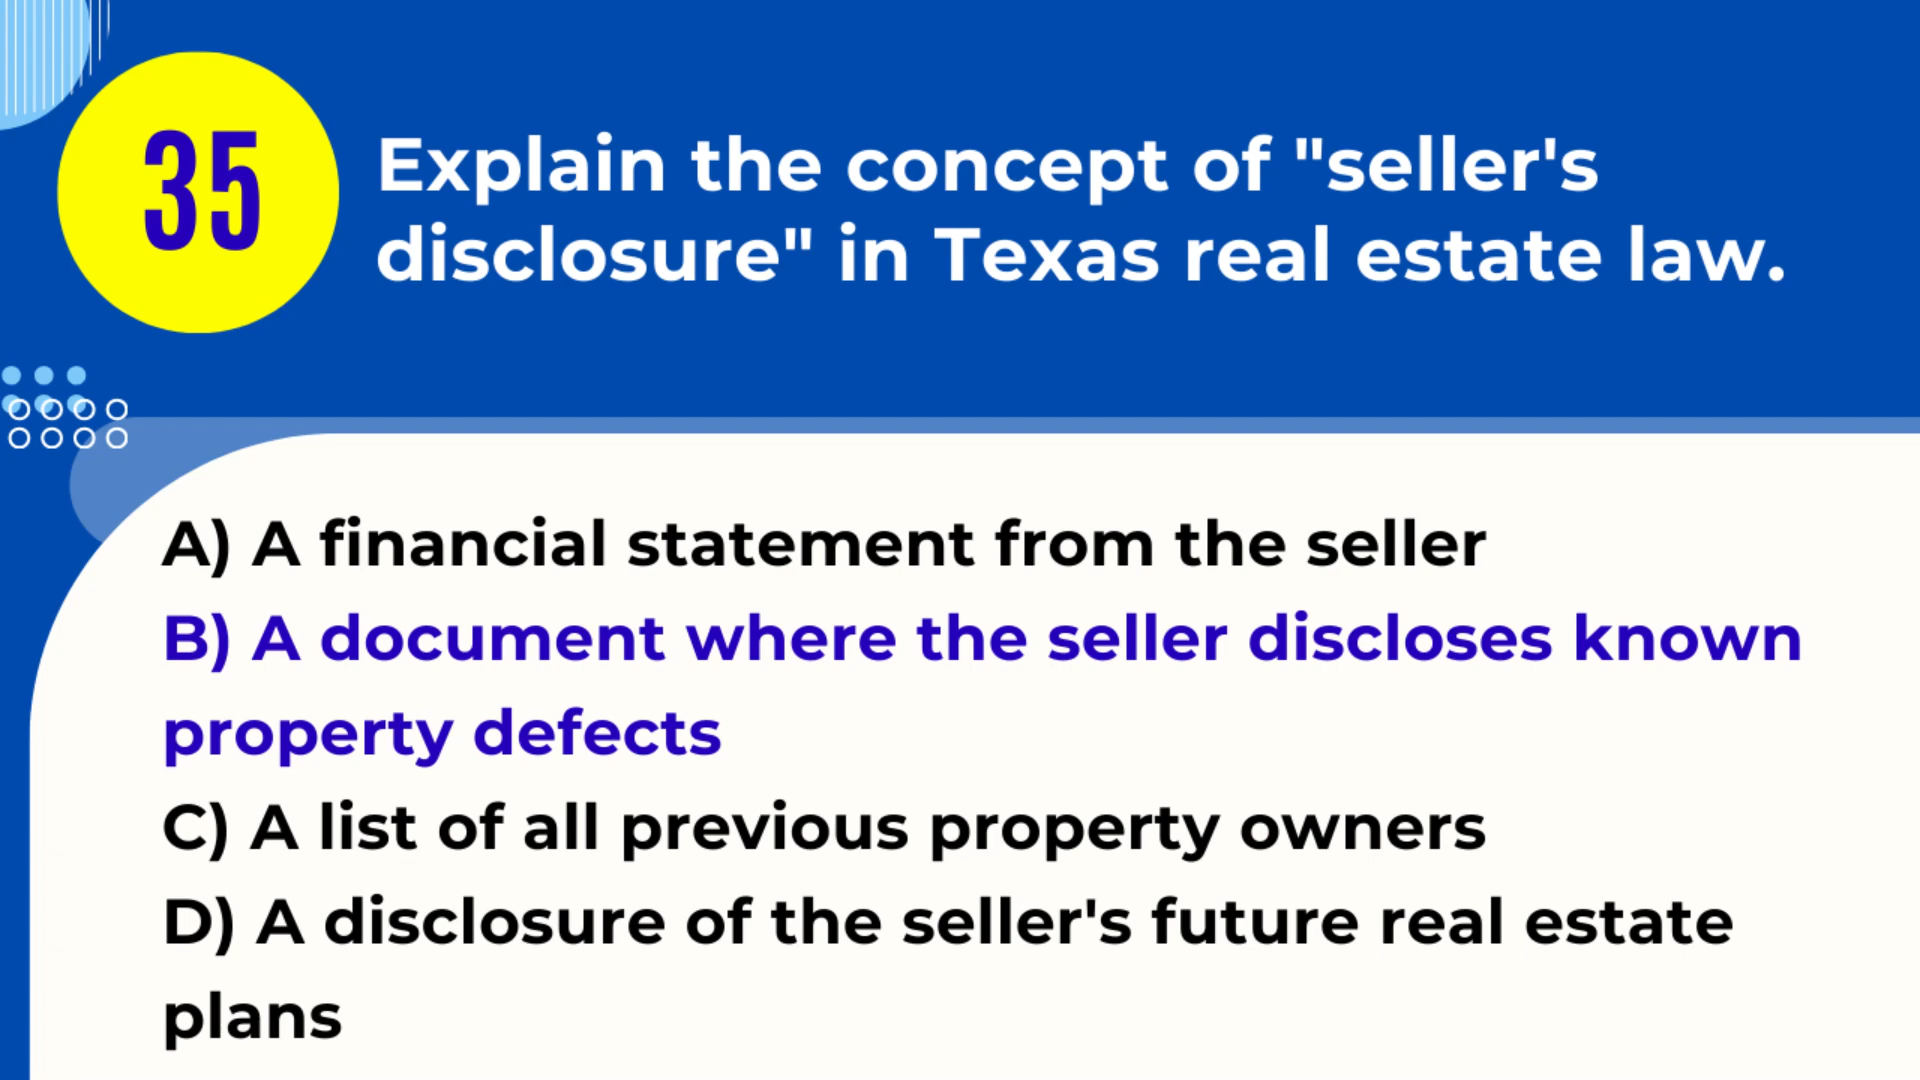 35
Explain the concept of "seller's
disclosure" in Texas real estate law.
A) A financial statement from the seller
B) A document where the seller discloses known
property defects
C) A list of all previous property owners
D) A disclosure of the seller's future real estate
plans